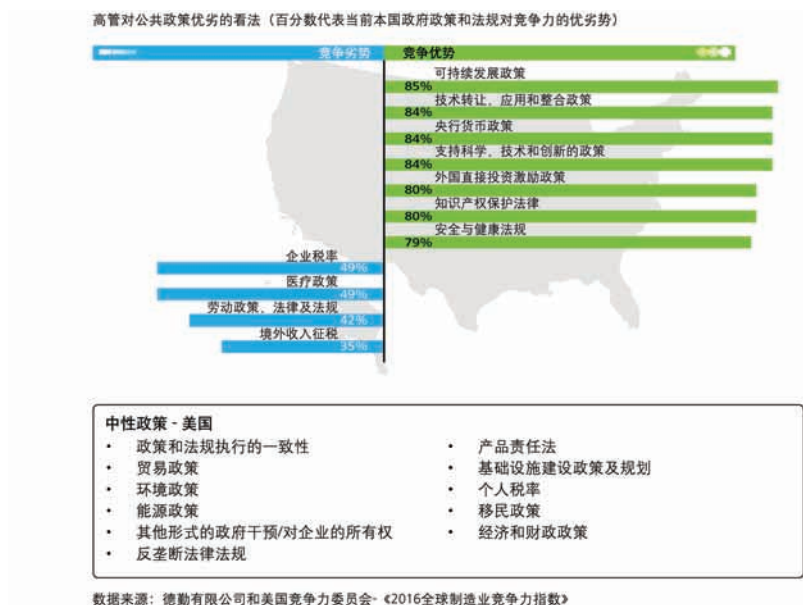 高管对公共政策优劣的看法（百分数代表当前本国政府政策和法规对竞争力的优劣势）
竞争劣势 竞争优势
可持续发展政策
85%
技术转让、应用和整合政策
84%
央行货币政策
84%
支持科学、技术和创新的政策
84%
外国直接投资激励政策
80%
知识产权保护法律
80%
安全与健康法规
79%
企业税率
49%
医疗政策
49%
劳动政策、法律及法规
42%
境外收入征税
35%
中性政策 - 美国
• 政策和法规执行的一致性
• 贸易政策
• 环境政策
• 能源政策
• 其他形式的政府干预/对企业的所有权
• 反垄断法律法规
• 产品责任法
• 基础设施建设政策及规划
• 个人税率
• 移民政策
• 经济和财政政策
数据来源：德勤有限公司和美国竞争力委员会-《2016全球制造业竞争力指数》